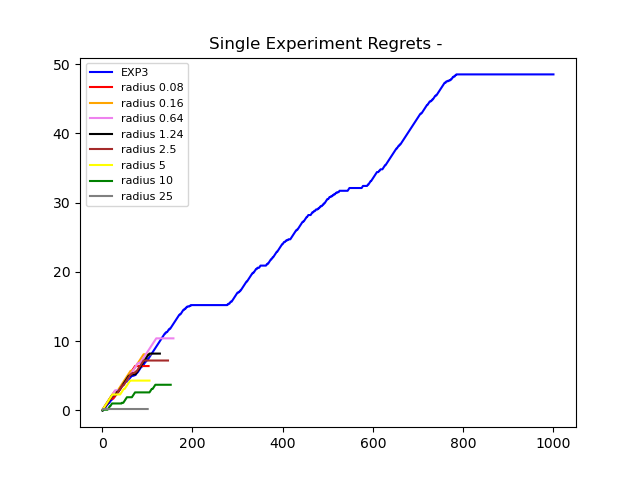 Single Experiment Regrets -
50
40
30
20
10
0
EXP3
radius 0.08
radius 0.16
radius 0.64
radius 1.24
radius 2.5
radius 5
radius 10
radius 25
0 200 400 600 800 1000